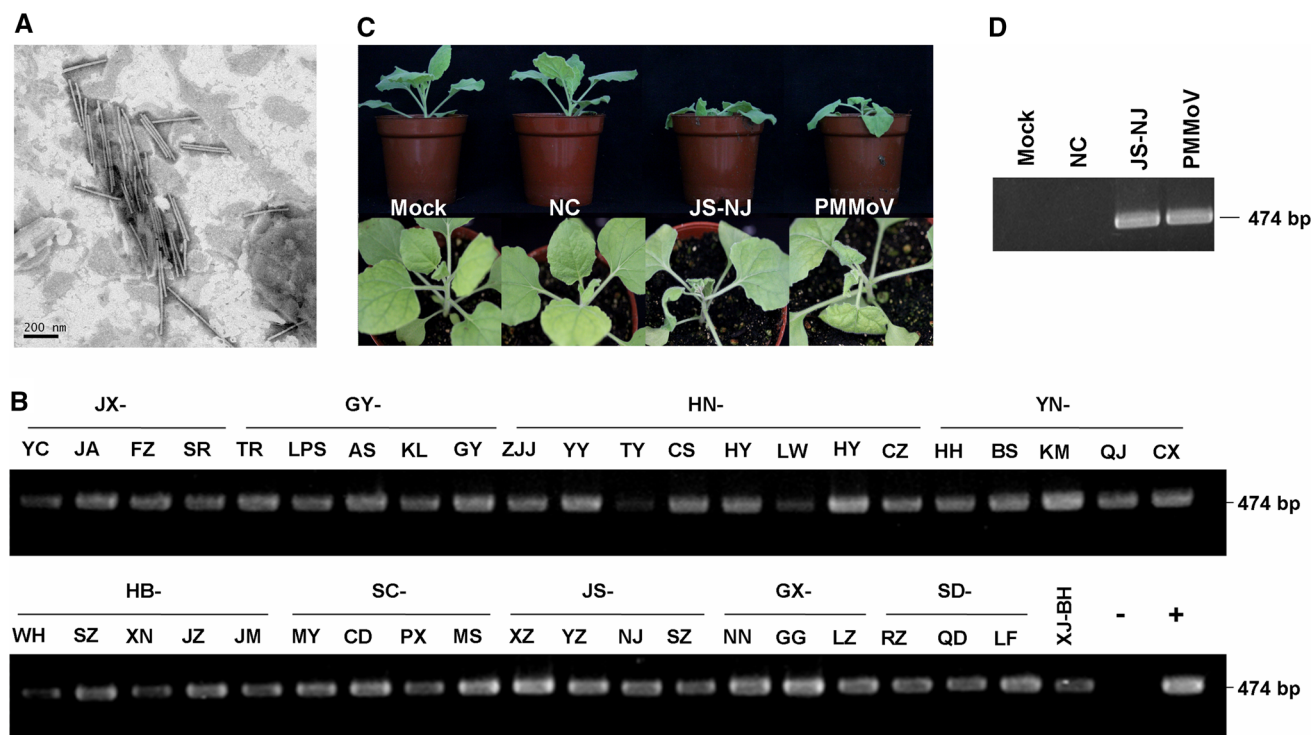 A
C
D
200 nm
Mock NC JS-NJ PMMoV
Mock NC JS-NJ PMMoV
474 bp
B
JX- GY- HN- YN-
YC JA FZ SR TR LPS AS KL GY ZJJ YY TY CS HY LW HY CZ HH BS KM QJ CX
474 bp
HB- SC- JS- GX- SD- XJ-BH - +
WH SZ XN JZ JM MY CD PX MS XZ YZ NJ SZ NN GG LZ RZ QD LF
474 bp